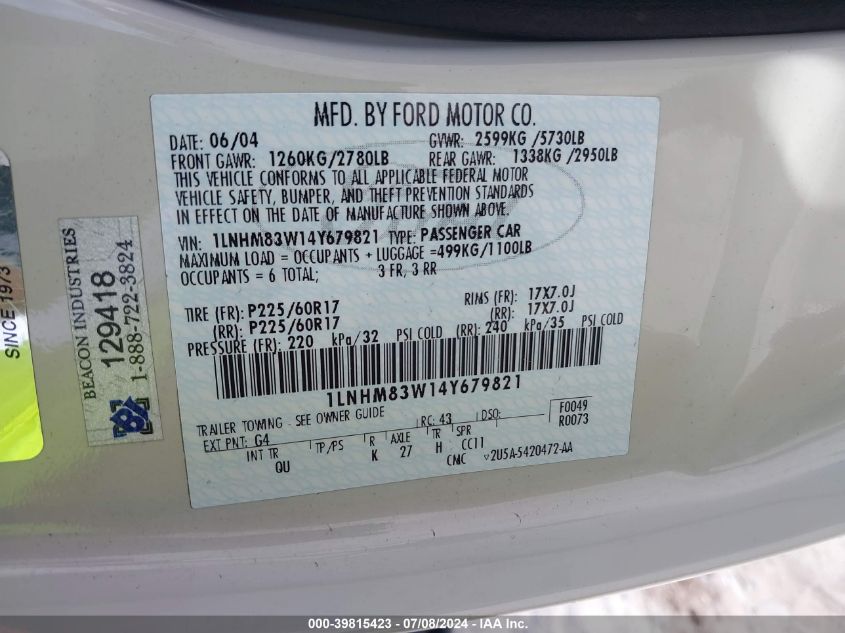 MFD. BY FORD MOTOR CO.
DATE: 06/04 GVWR: 2599KG /5730LB
FRONT GAWR: 1260KG/2780LB REAR GAWR: 1338KG /2950LB
THIS VEHICLE CONFORMS TO ALL APPLICABLE FEDERAL MOTOR
VEHICLE SAFETY, BUMPER, AND THEFT PREVENTION STANDARDS
IN EFFECT ON THE DATE OF MANUFACTURE SHOWN ABOVE.
VIN: 1LNHM83W14Y679821 TYPE: PASSENGER CAR
MAXIMUM LOAD = OCCUPANTS + LUGGAGE =499KG/1100LB
OCCUPANTS = 6 TOTAL; 3 FR, 3 RR
TIRE (FR): P225/60R17 RIMS (FR): 17X7.0J
(RR): P225/60R17 (RR): 17X7.0J
PRESSURE (FR): 220 kPa/32 PSI COLD (RR): 240 kPa/35 PSI COLD
1LNHM83W14Y679821
TRAILER TOWING - SEE OWNER GUIDE RC: 43 DSO: F0049
EXT PNT: G4 R0073
INT TR TP/PS R AXLE TR SPR
QU K 27 H CC11
CMC 2U5A-5420472-AA
BEACON INDUSTRIES
129418
1-888-722-3824
SINCE 1973
000-39815423 - 07/08/2024 - IAA, Inc.